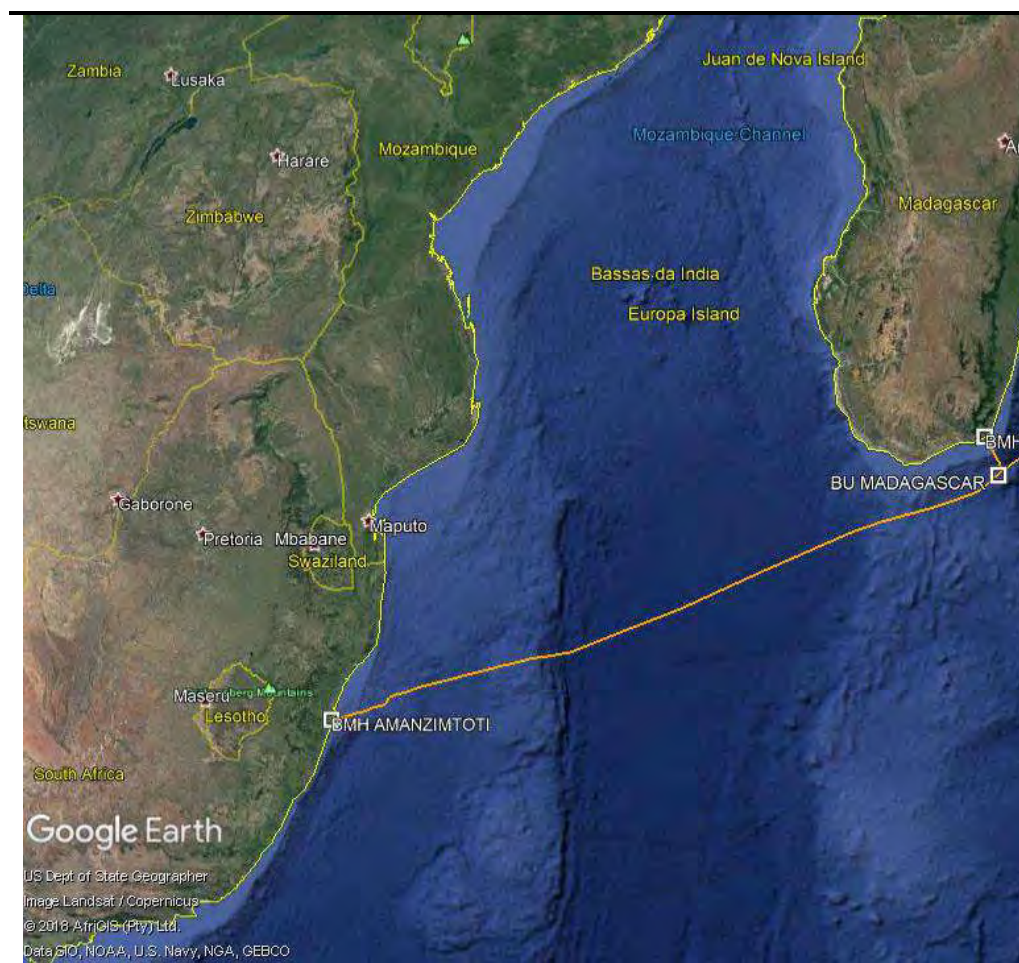 Juan de Nova Island
Zambia
Lusaka
Mozambique Channel
Mozambique
Harare
Madagascar
Zimbabwe
Bassas da India
Delta
Europa Island
tswana
BMH
BU MADAGASCAR
Gaborone
Maputo
Pretoria
Mbabane
Swaziland
Maseru
berg Mountains
Lesotho
BMH AMANZIMTOTI
South Africa
Google Earth
US Dept of State Geographer
Image Landsat / Copernicus
© 2018 AfriGIS (Pty) Ltd.
Data SIO, NOAA, U.S. Navy, NGA, GEBCO